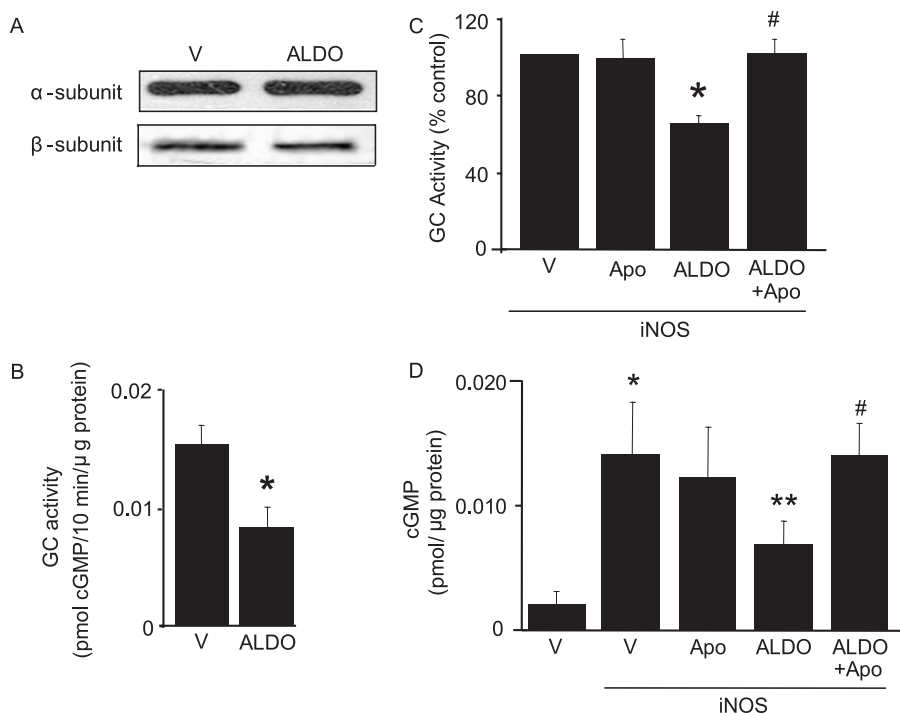 A
V ALDO
α-subunit
β-subunit
B
GC activity
(pmol cGMP/10 min/µg protein)
0.02
0.01
0
V ALDO
C
GC Activity (% control)
120
80
40
0
*
#
V Apo ALDO ALDO
+Apo
iNOS
D
cGMP
(pmol/ µg protein)
0.020
0.010
0
*
**
#
V V Apo ALDO ALDO
+Apo
iNOS
*